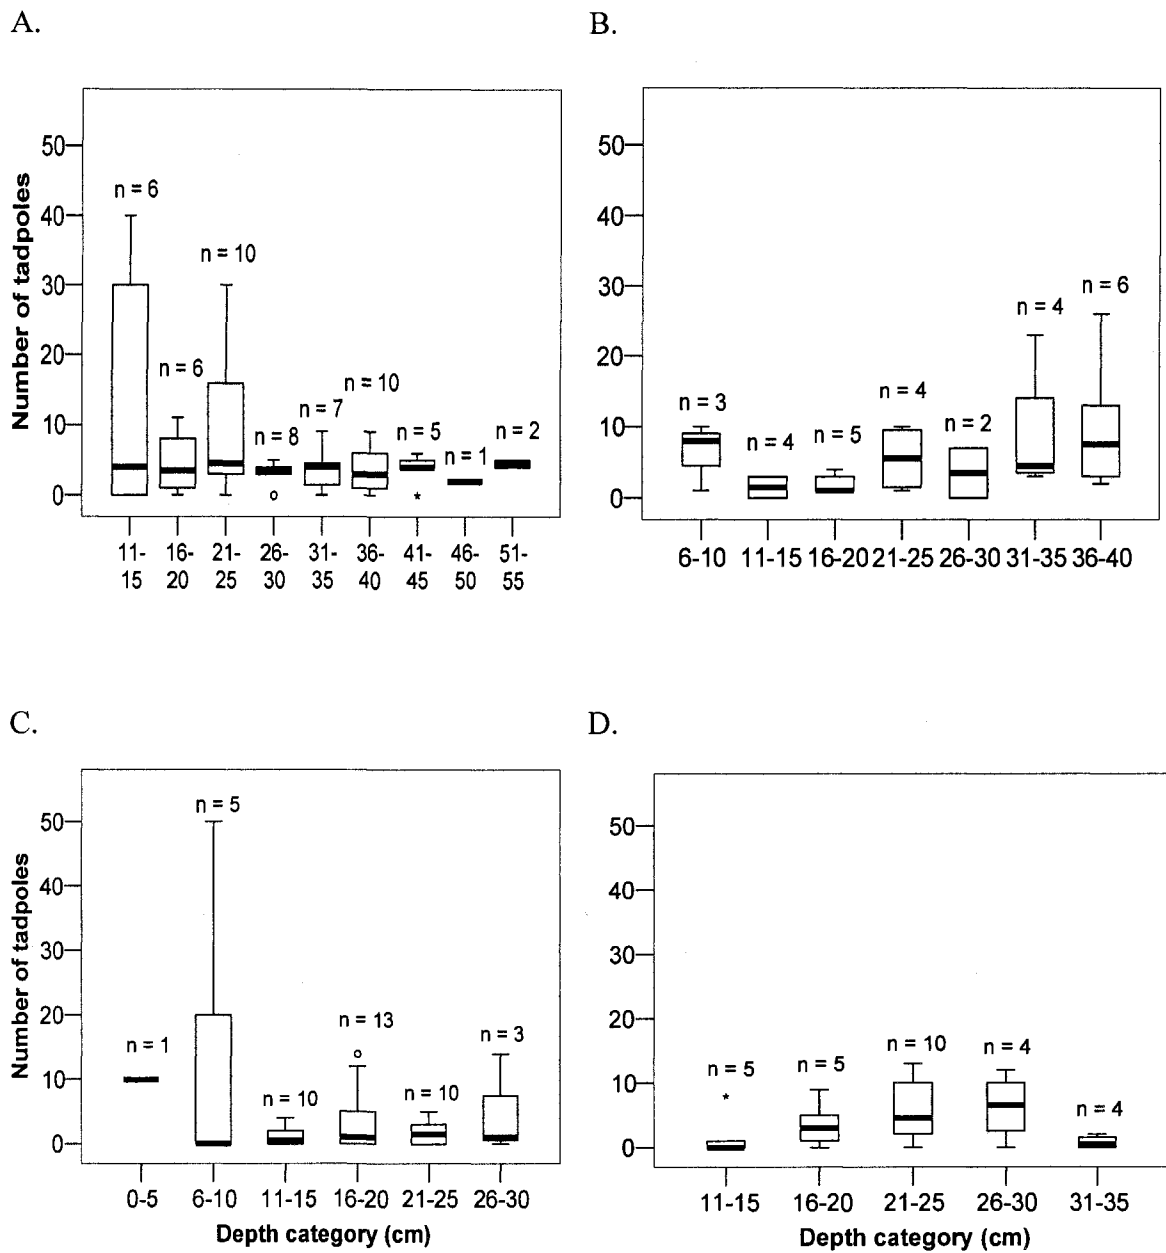 A.
B.
Number of tadpoles
50
40
30
20
10
0
n = 6
n = 6
n = 10
n = 8
n = 7
n = 10
n = 5
n = 1
n = 2
11-
15
16-
20
21-
25
26-
30
31-
35
36-
40
41-
45
46-
50
51-
55
50
40
30
20
10
0
n = 3
n = 4
n = 5
n = 4
n = 2
n = 4
n = 6
6-10 11-15 16-20 21-25 26-30 31-35 36-40
C.
D.
Number of tadpoles
50
40
30
20
10
0
n = 1
n = 5
n = 10
n = 13
n = 10
n = 3
0-5 6-10 11-15 16-20 21-25 26-30
Depth category (cm)
50
40
30
20
10
0
n = 5
n = 5
n = 10
n = 4
n = 4
11-15 16-20 21-25 26-30 31-35
Depth category (cm)